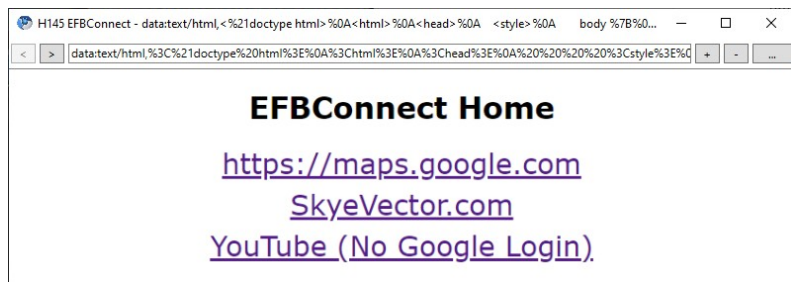 H145 EFBConnect - data:text/html,<%21doctype html>%0A<html>%0A<head>%0A <style>%0A body %7B%0...
< > data:text/html,%3C%21doctype%20html%3E%0A%3Chtml%3E%0A%3Chead%3E%0A%20%20%20%20%3Cstyle%3E%0 + - ...
EFBConnect Home
https://maps.google.com
SkyeVector.com
YouTube (No Google Login)